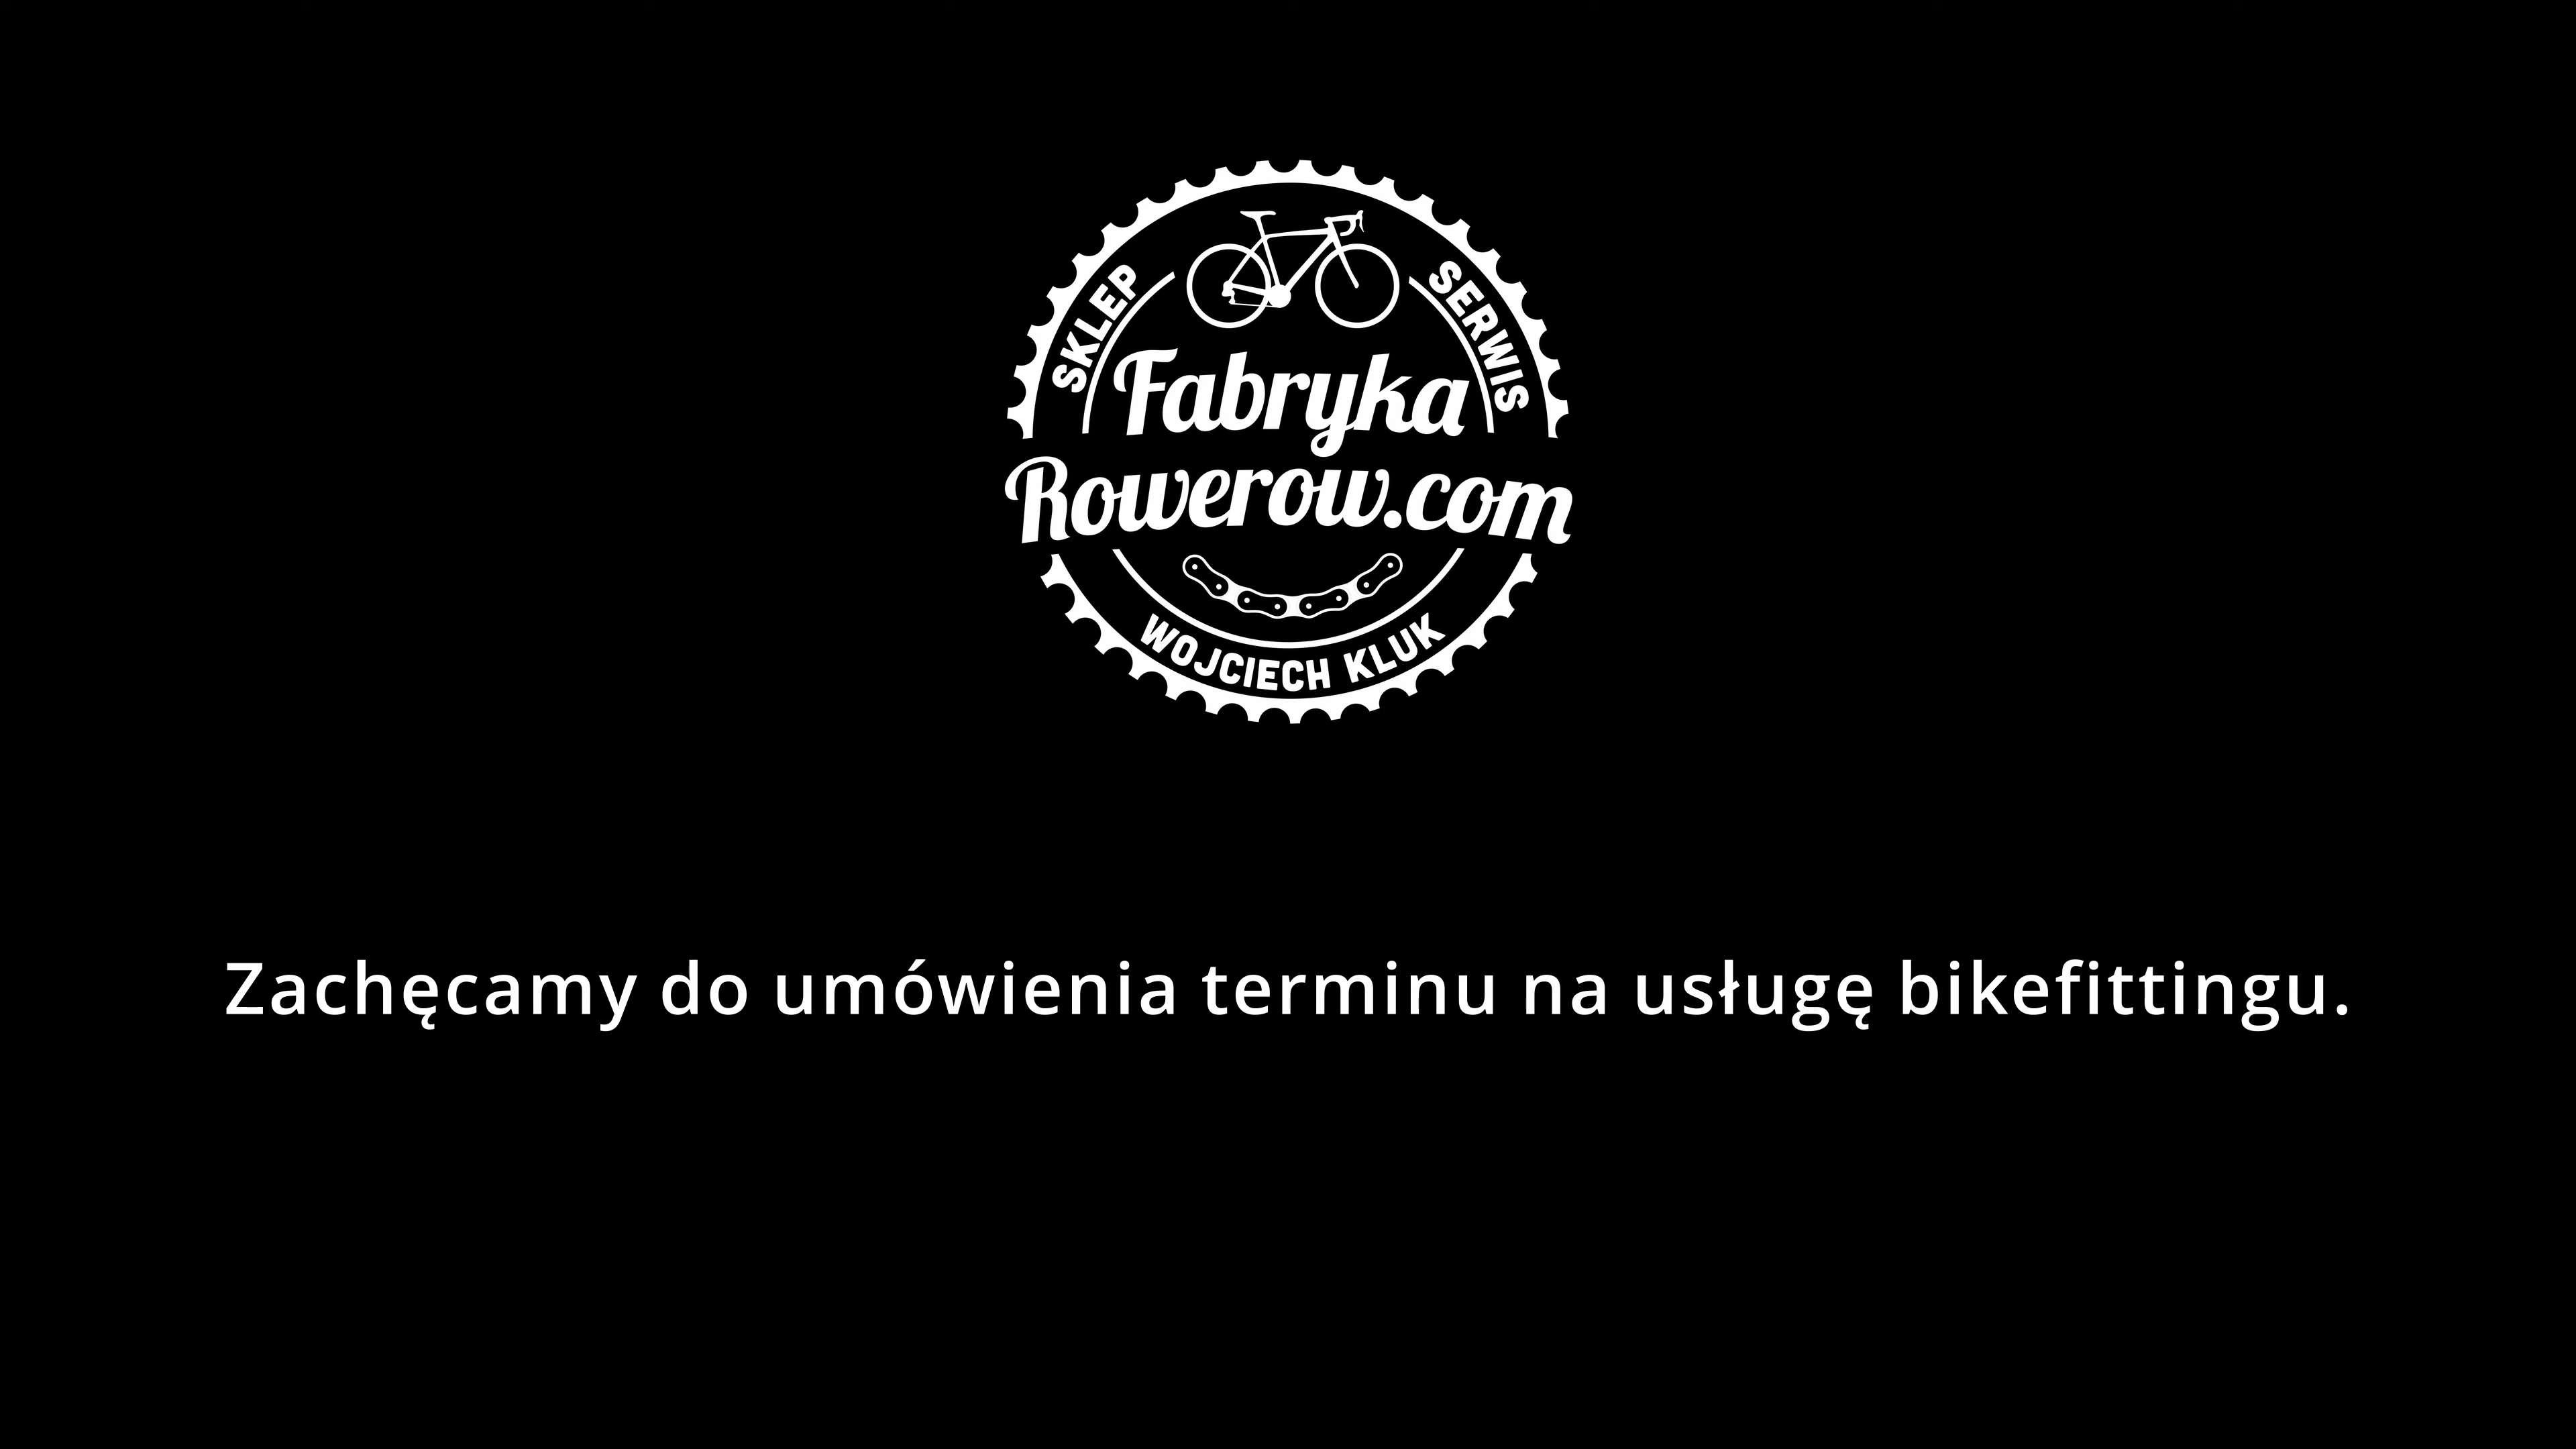 SKLEP
SERWIS
Fabryka
Rowerow.com
WOJCIECH KLUK
Zachęcamy do umówienia terminu na usługę bikefittingu.